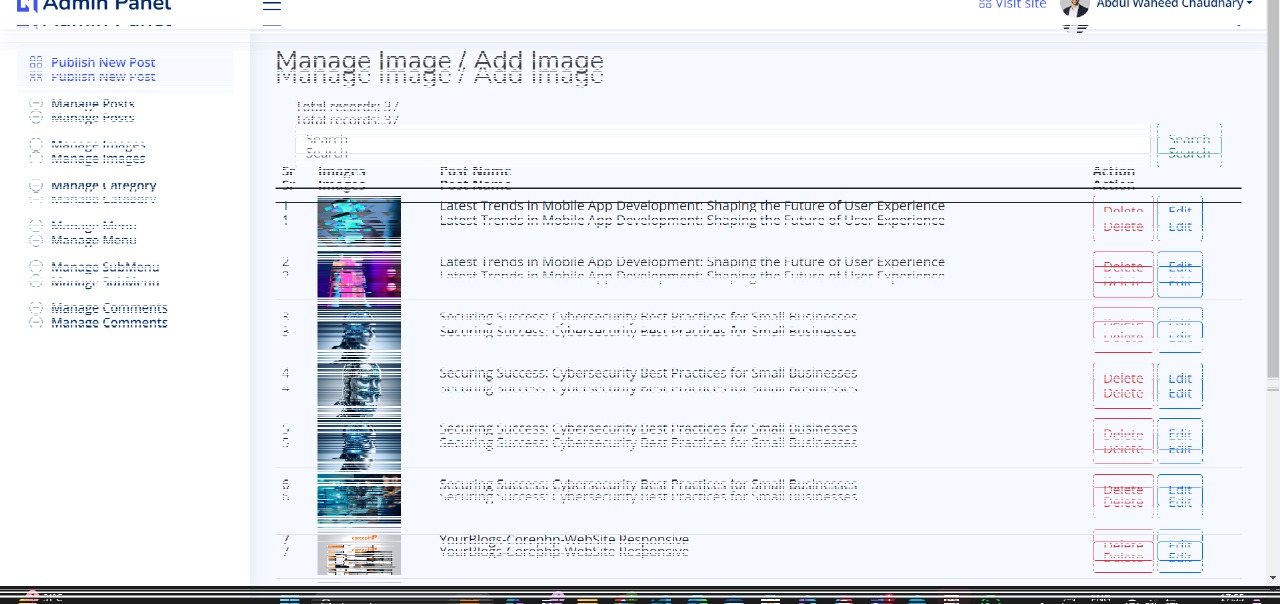 Admin Panel
Visit site
Abdul Waheed Chaudhary
Publish New Post
Manage Posts
Manage Images
Manage Category
Manage Menu
Manage SubMenu
Manage Comments
Manage Image / Add Image
Total records: 37
Search
Search
Sr Images Post Name Action
1 Latest Trends in Mobile App Development: Shaping the Future of User Experience Delete Edit
2 Latest Trends in Mobile App Development: Shaping the Future of User Experience Delete Edit
3 Securing Success: Cybersecurity Best Practices for Small Businesses Delete Edit
4 Securing Success: Cybersecurity Best Practices for Small Businesses Delete Edit
5 Securing Success: Cybersecurity Best Practices for Small Businesses Delete Edit
6 Securing Success: Cybersecurity Best Practices for Small Businesses Delete Edit
7 YourBlogs-Corephp-WebSite Responsive Delete Edit